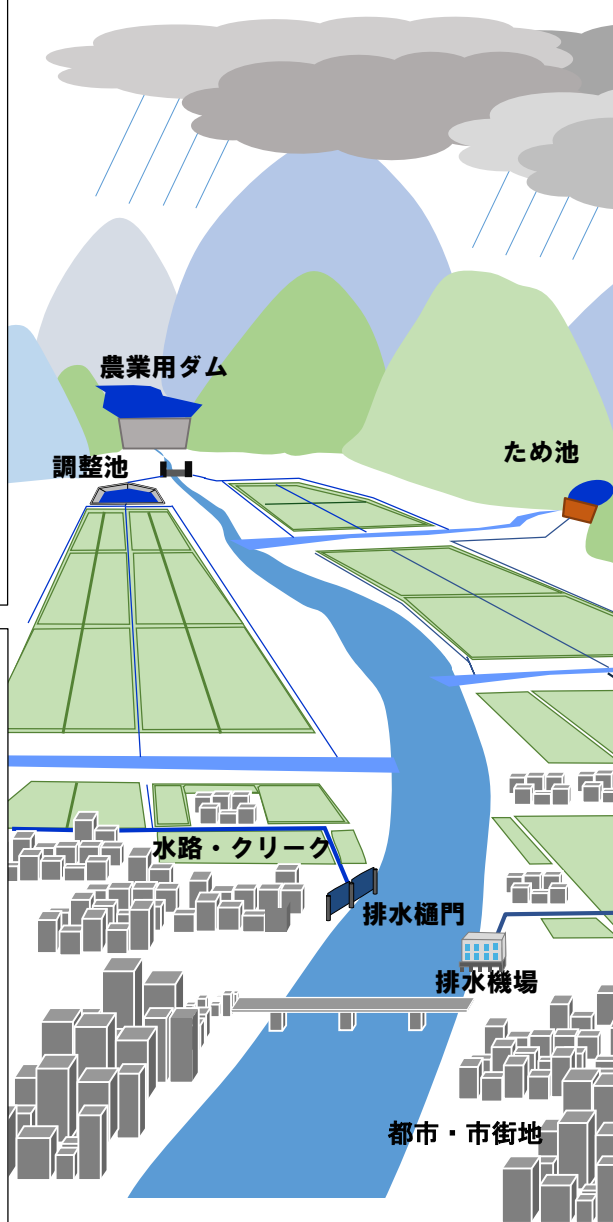 農業用ダム
調整池
ため池
水路・クリーク
排水樋門
排水機場
都市・市街地